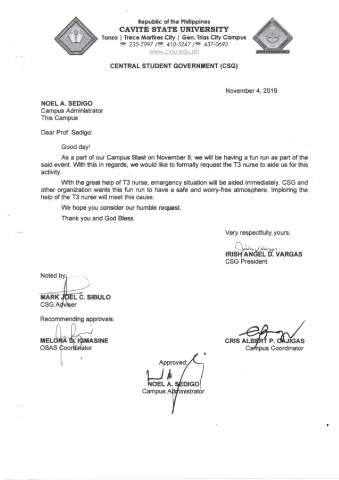 Republic of the Philippines
CAVITE STATE UNIVERSITY
Tanza | Trece Martires City | Gen. Trias City Campus
☏ 235-7997 /☏ 410-5247 /☏ 437-0693
www.cvsu.edu.ph
CENTRAL STUDENT GOVERNMENT (CSG)
November 4, 2019
NOEL A. SEDIGO
Campus Administrator
This Campus
Dear Prof. Sedigo:
Good day!
As a part of our Campus Blast on November 8, we will be having a fun run as part of the
said event. With this in regards, we would like to formally request the T3 nurse to aide us for this
activity.
With the great help of T3 nurse, emergency situation will be aided immediately. CSG and
other organization wants this fun run to have a safe and worry-free atmosphere. Imploring the
help of the T3 nurse will meet this cause.
We hope you consider our humble request.
Thank you and God Bless.
Very respectfully yours,
IRISH ANGEL D. VARGAS
CSG President
Noted by:
MARK JOEL C. SIBULO
CSG Adviser
Recommending approvals:
MELONA O. IGMASINE
OSAS Coordinator
CRIS ALBERT P. CAJIGAS
Campus Coordinator
Approved:
NOEL A. SEDIGO
Campus Administrator